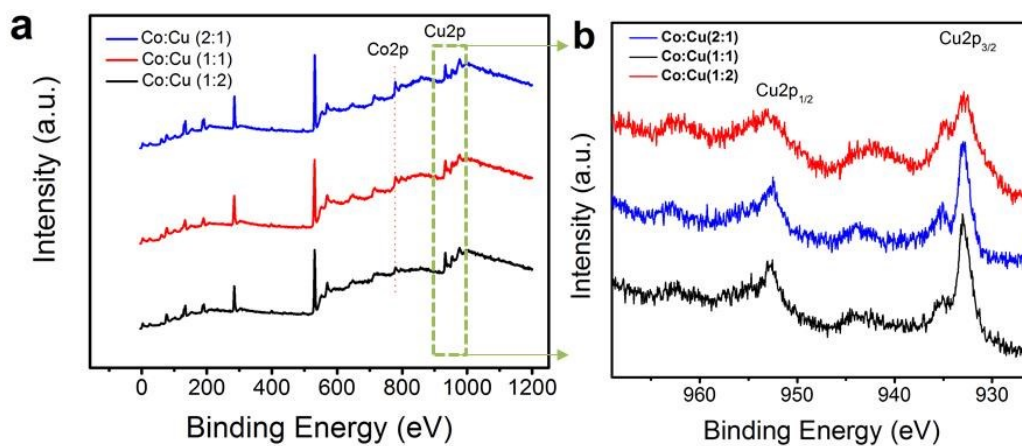 a
Co:Cu (2:1)
Co:Cu (1:1)
Co:Cu (1:2)
Co2p
Cu2p
Intensity (a.u.)
0 200 400 600 800 1000 1200
Binding Energy (eV)
b
Co:Cu(2:1)
Co:Cu(1:1)
Co:Cu(1:2)
Cu2p3/2
Cu2p1/2
Intensity (a.u.)
960 950 940 930
Binding Energy (eV)